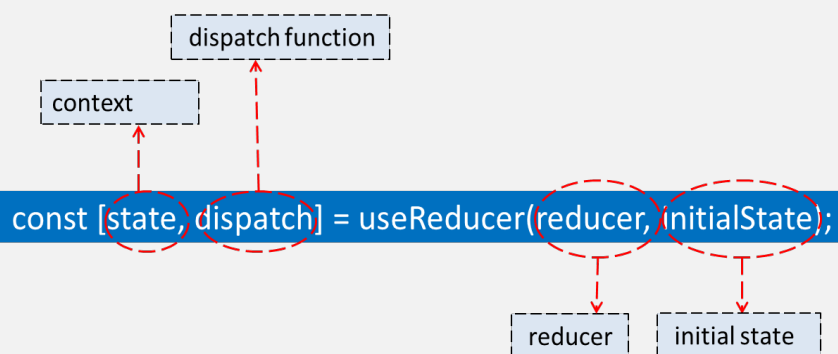 dispatch function
context
const [state, dispatch] = useReducer(reducer, initialState);
reducer
initial state